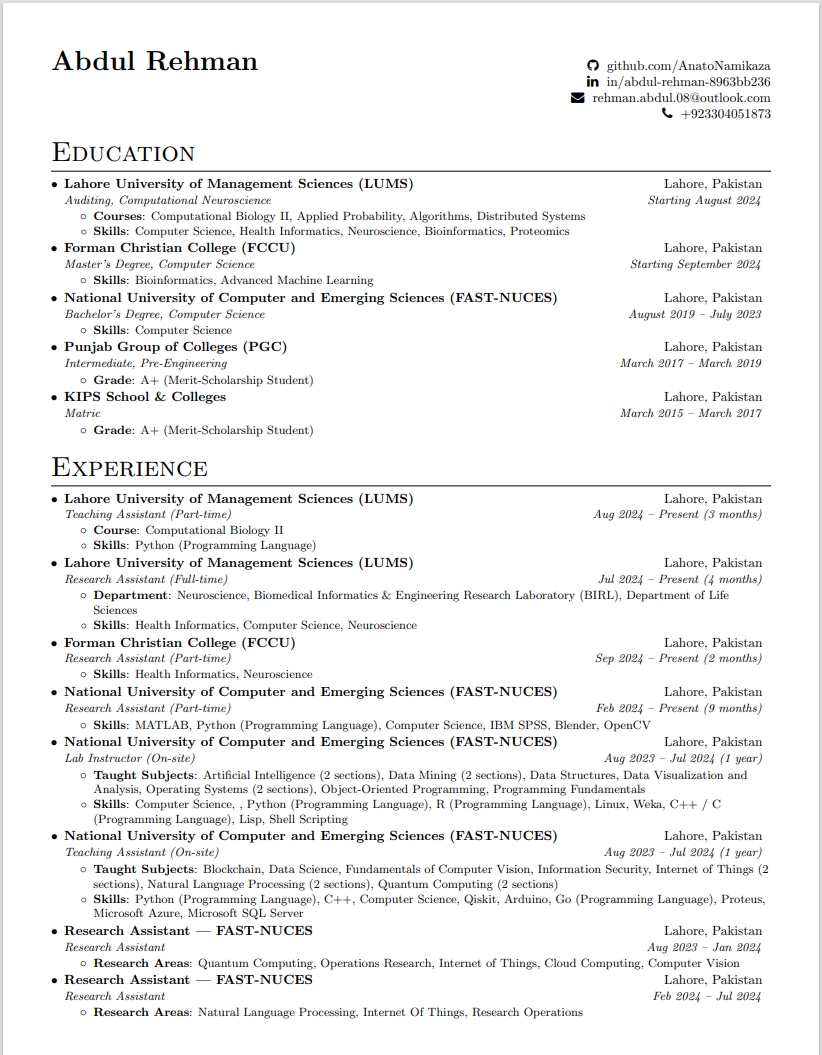 Abdul Rehman
github.com/AnatoNamikaza
in/abdul-rehman-8963bb236
rehman.abdul.08@outlook.com
+923304051873
Education
• Lahore University of Management Sciences (LUMS) Lahore, Pakistan
Auditing, Computational Neuroscience Starting August 2024
◦ Courses: Computational Biology II, Applied Probability, Algorithms, Distributed Systems
◦ Skills: Computer Science, Health Informatics, Neuroscience, Bioinformatics, Proteomics
• Forman Christian College (FCCU) Lahore, Pakistan
Master's Degree, Computer Science Starting September 2024
◦ Skills: Bioinformatics, Advanced Machine Learning
• National University of Computer and Emerging Sciences (FAST-NUCES) Lahore, Pakistan
Bachelor's Degree, Computer Science August 2019 – July 2023
◦ Skills: Computer Science
• Punjab Group of Colleges (PGC) Lahore, Pakistan
Intermediate, Pre-Engineering March 2017 – March 2019
◦ Grade: A+ (Merit-Scholarship Student)
• KIPS School & Colleges Lahore, Pakistan
Matric March 2015 – March 2017
◦ Grade: A+ (Merit-Scholarship Student)
Experience
• Lahore University of Management Sciences (LUMS) Lahore, Pakistan
Teaching Assistant (Part-time) Aug 2024 – Present (3 months)
◦ Course: Computational Biology II
◦ Skills: Python (Programming Language)
• Lahore University of Management Sciences (LUMS) Lahore, Pakistan
Research Assistant (Full-time) Jul 2024 – Present (4 months)
◦ Department: Neuroscience, Biomedical Informatics & Engineering Research Laboratory (BIRL), Department of Life
Sciences
◦ Skills: Health Informatics, Computer Science, Neuroscience
• Forman Christian College (FCCU) Lahore, Pakistan
Research Assistant (Part-time) Sep 2024 – Present (2 months)
◦ Skills: Health Informatics, Neuroscience
• National University of Computer and Emerging Sciences (FAST-NUCES) Lahore, Pakistan
Research Assistant (Part-time) Feb 2024 – Present (9 months)
◦ Skills: MATLAB, Python (Programming Language), Computer Science, IBM SPSS, Blender, OpenCV
• National University of Computer and Emerging Sciences (FAST-NUCES) Lahore, Pakistan
Lab Instructor (On-site) Aug 2023 – Jul 2024 (1 year)
◦ Taught Subjects: Artificial Intelligence (2 sections), Data Mining (2 sections), Data Structures, Data Visualization and
Analysis, Operating Systems (2 sections), Object-Oriented Programming, Programming Fundamentals
◦ Skills: Computer Science, , Python (Programming Language), R (Programming Language), Linux, Weka, C++ / C
(Programming Language), Lisp, Shell Scripting
• National University of Computer and Emerging Sciences (FAST-NUCES) Lahore, Pakistan
Teaching Assistant (On-site) Aug 2023 – Jul 2024 (1 year)
◦ Taught Subjects: Blockchain, Data Science, Fundamentals of Computer Vision, Information Security, Internet of Things (2
sections), Natural Language Processing (2 sections), Quantum Computing (2 sections)
◦ Skills: Python (Programming Language), C++, Computer Science, Qiskit, Arduino, Go (Programming Language), Proteus,
Microsoft Azure, Microsoft SQL Server
• Research Assistant — FAST-NUCES Lahore, Pakistan
Research Assistant Aug 2023 – Jan 2024
◦ Research Areas: Quantum Computing, Operations Research, Internet of Things, Cloud Computing, Computer Vision
• Research Assistant — FAST-NUCES Lahore, Pakistan
Research Assistant Feb 2024 – Jul 2024
◦ Research Areas: Natural Language Processing, Internet Of Things, Research Operations